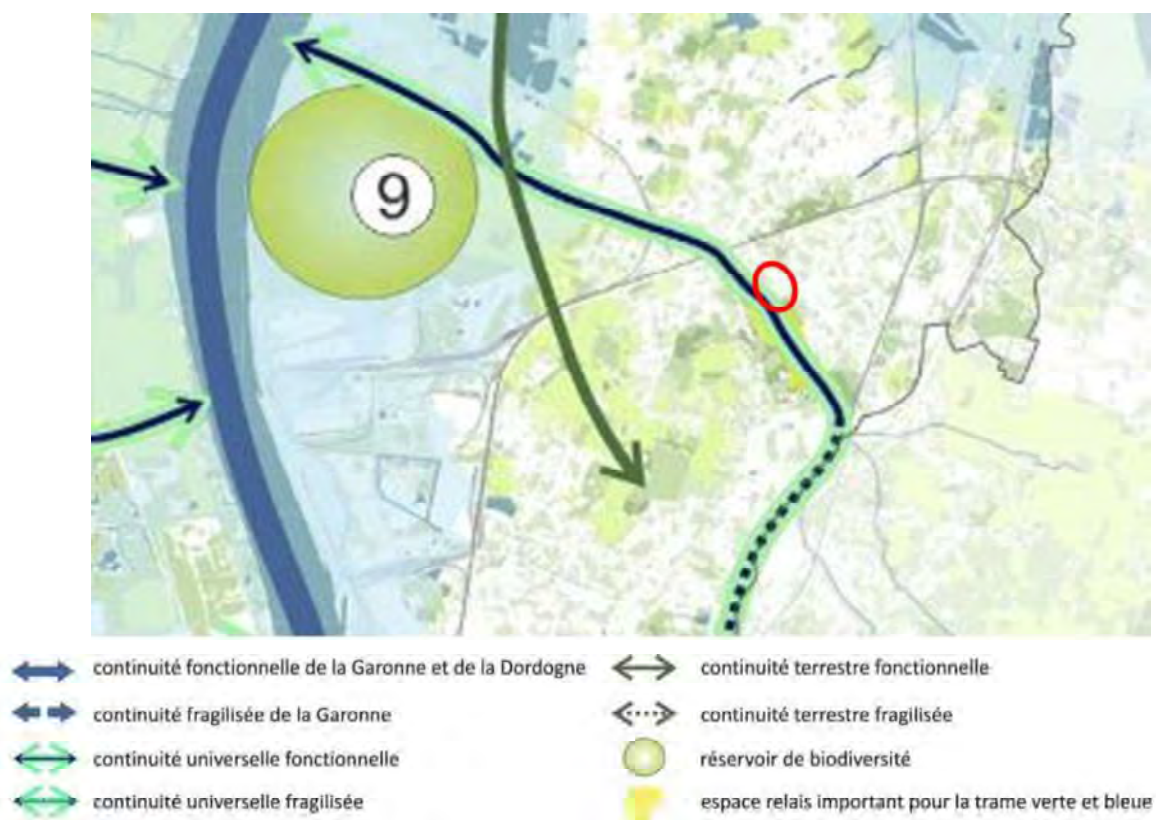 9
continuité fonctionnelle de la Garonne et de la Dordogne
continuité fragilisée de la Garonne
continuité universelle fonctionnelle
continuité universelle fragilisée
continuité terrestre fonctionnelle
continuité terrestre fragilisée
réservoir de biodiversité
espace relais important pour la trame verte et bleue